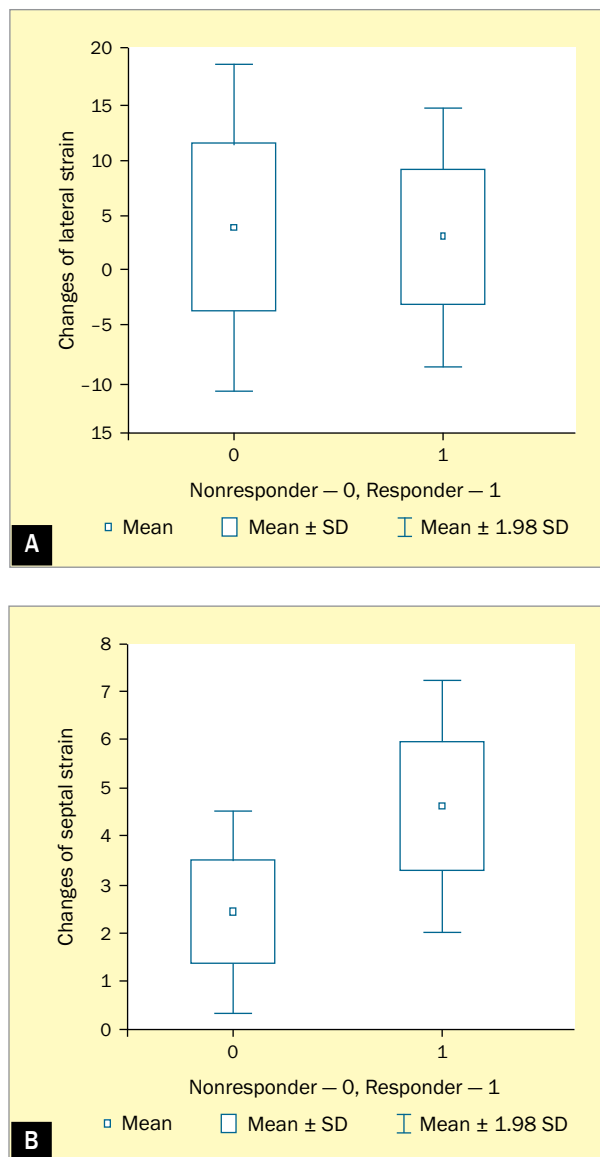 20
15
10
5
0
–5
–10
15
Changes of lateral strain
0 1
Nonresponder — 0, Responder — 1
Mean Mean ± SD Mean ± 1.98 SD
A
8
7
6
5
4
3
2
1
0
Changes of septal strain
0 1
Nonresponder — 0, Responder — 1
Mean Mean ± SD Mean ± 1.98 SD
B